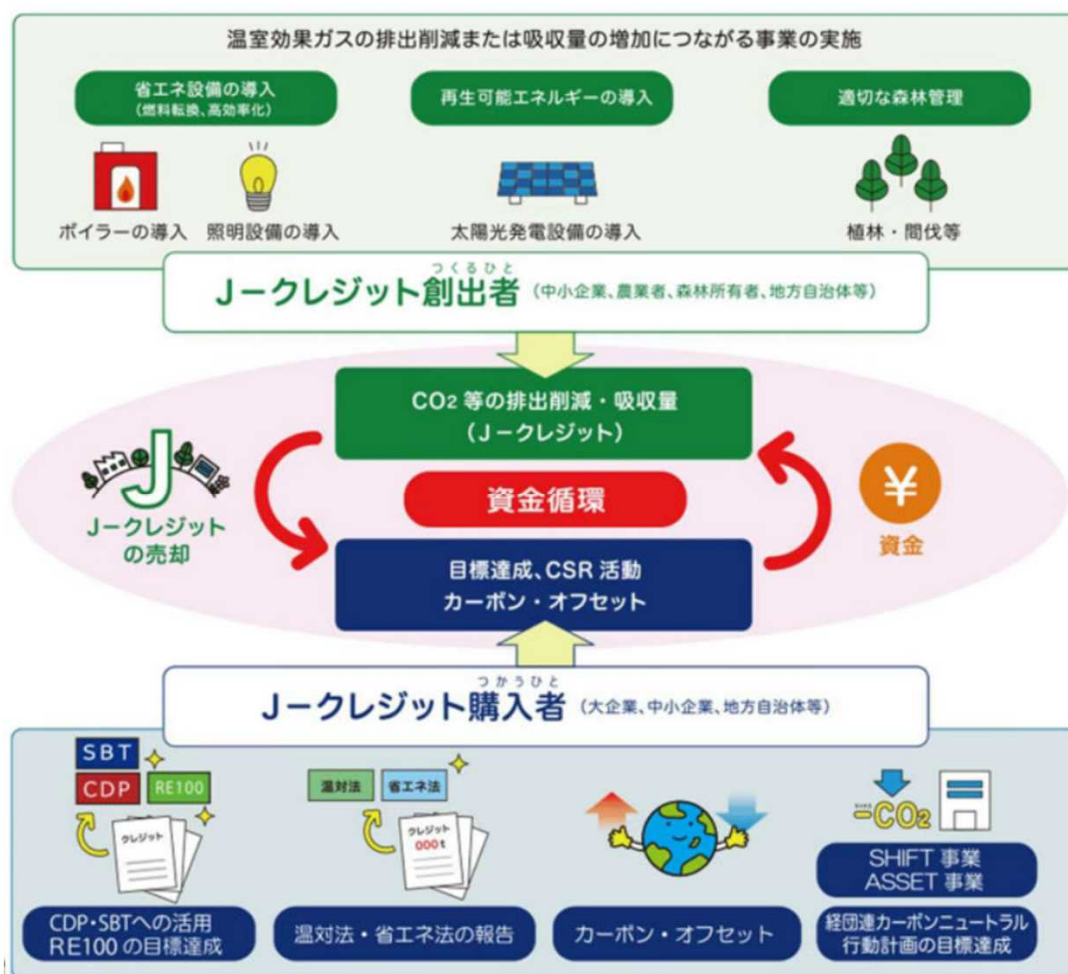 温室効果ガスの排出削減または吸収量の増加につながる事業の実施
省エネ設備の導入
(燃料転換、高効率化)
再生可能エネルギーの導入
適切な森林管理
ボイラーの導入
照明設備の導入
太陽光発電設備の導入
植林・間伐等
つくるひと
Jークレジット創出者(中小企業、農業者、森林所有者、地方自治体等)
CO2 等の排出削減・吸収量
(Jークレジット)
J
Jークレジット
の売却
資金循環
¥
資金
目標達成、CSR 活動
カーボン・オフセット
つかうひと
Jークレジット購入者(大企業、中小企業、地方自治体等)
SBT
CDP
RE100
クレジット
CDP・SBTへの活用
RE100 の目標達成
温対法
省エネ法
クレジット
000t
温対法・省エネ法の報告
カーボン・オフセット
CO2
SHIFT 事業
ASSET 事業
経団連カーボンニュートラル
行動計画の目標達成